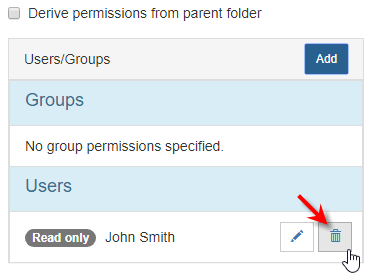 Derive permissions from parent folder
Users/Groups Add
Groups
No group permissions specified.
Users
Read only John Smith